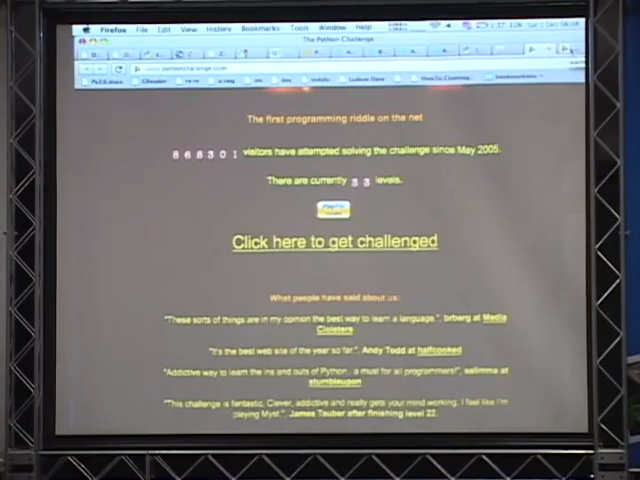 Firefox File Edit View History Bookmarks Tools Window Help
The Python Challenge
The first programming riddle on the net
868301 visitors have attempted solving the challenge since May 2005.
There are currently 33 levels.
PayPal
Click here to get challenged
What people have said about us:
"These sorts of things are in my opinion the best way to learn a language.", brberg at Media
Cloisters
"It's the best web site of the year so far.", Andy Todd at halfcooked
"Addictive way to learn the ins and outs of Python...a must for all programmers!", salimma at
stumbleupon
"This challenge is fantastic. Clever, addictive and really gets your mind working. I feel like I'm
playing Myst.", James Tauber after finishing level 22.